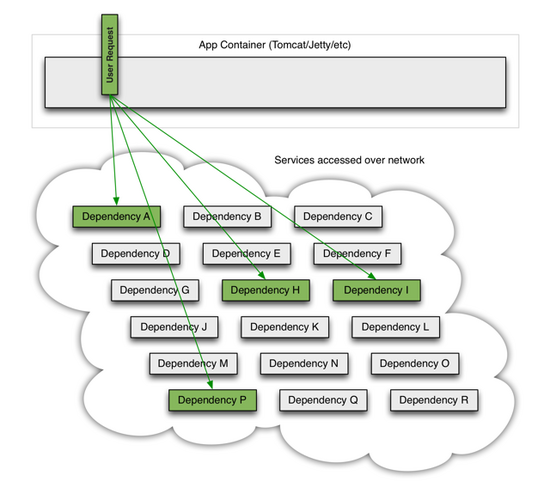 User Request
App Container (Tomcat/Jetty/etc)
Services accessed over network
Dependency A
Dependency B
Dependency C
Dependency D
Dependency E
Dependency F
Dependency G
Dependency H
Dependency I
Dependency J
Dependency K
Dependency L
Dependency M
Dependency N
Dependency O
Dependency P
Dependency Q
Dependency R